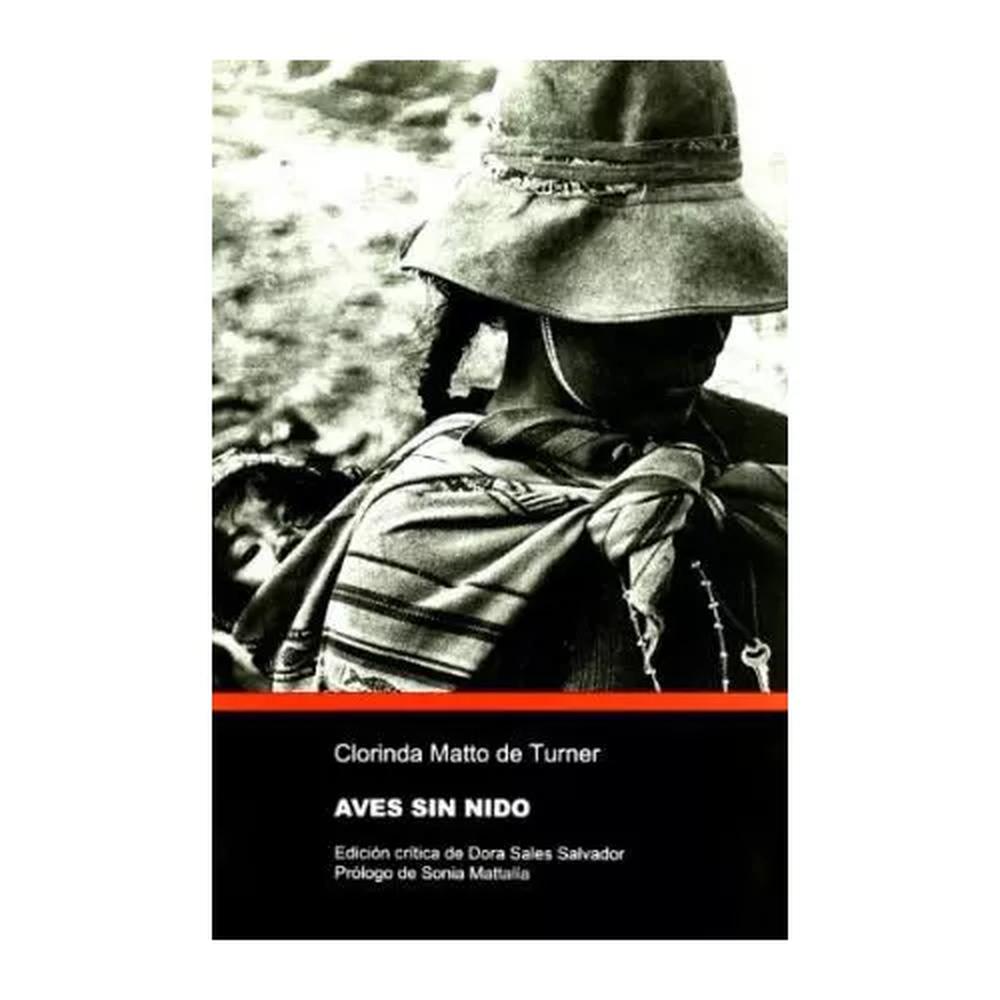 Clorinda Matto de Turner
AVES SIN NIDO
Edición crítica de Dora Sales Salvador
Prólogo de Sonia Mattalía